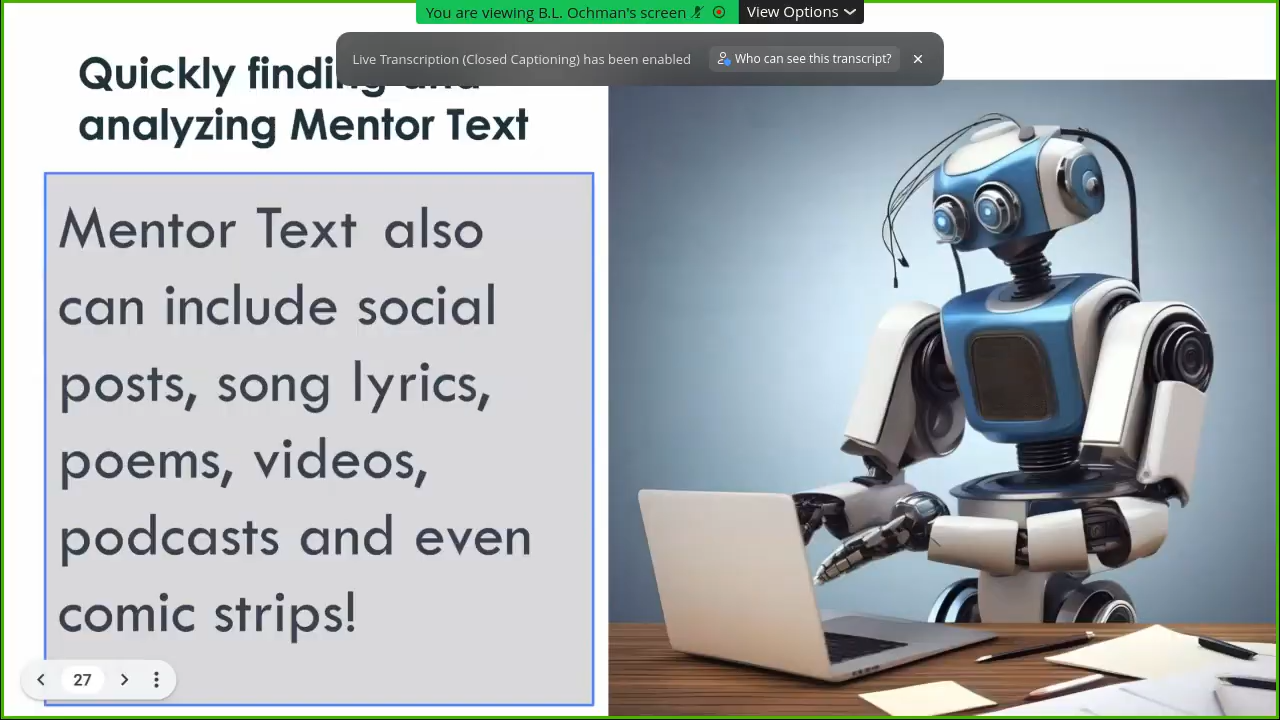 You are viewing B.L. Ochman's screen
View Options
Live Transcription (Closed Captioning) has been enabled
Who can see this transcript?
Quickly finding and
analyzing Mentor Text
Mentor Text also
can include social
posts, song lyrics,
poems, videos,
podcasts and even
comic strips!
27